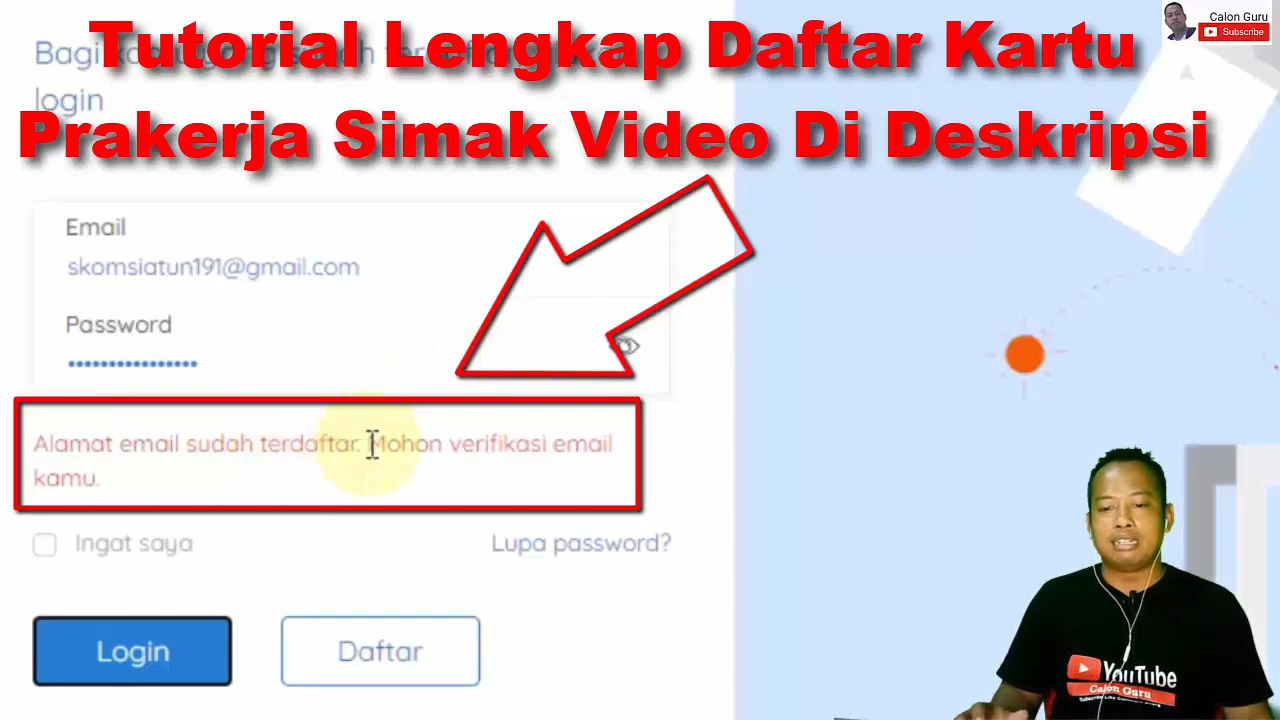 Calon Guru
Subscribe
Tutorial Lengkap Daftar Kartu
Prakerja Simak Video Di Deskripsi
login
Email
skomsiatun191@gmail.com
Password
Alamat email sudah terdaftar. Mohon verifikasi email
kamu.
Ingat saya
Lupa password?
Login
Daftar
YouTube
Calon Guru